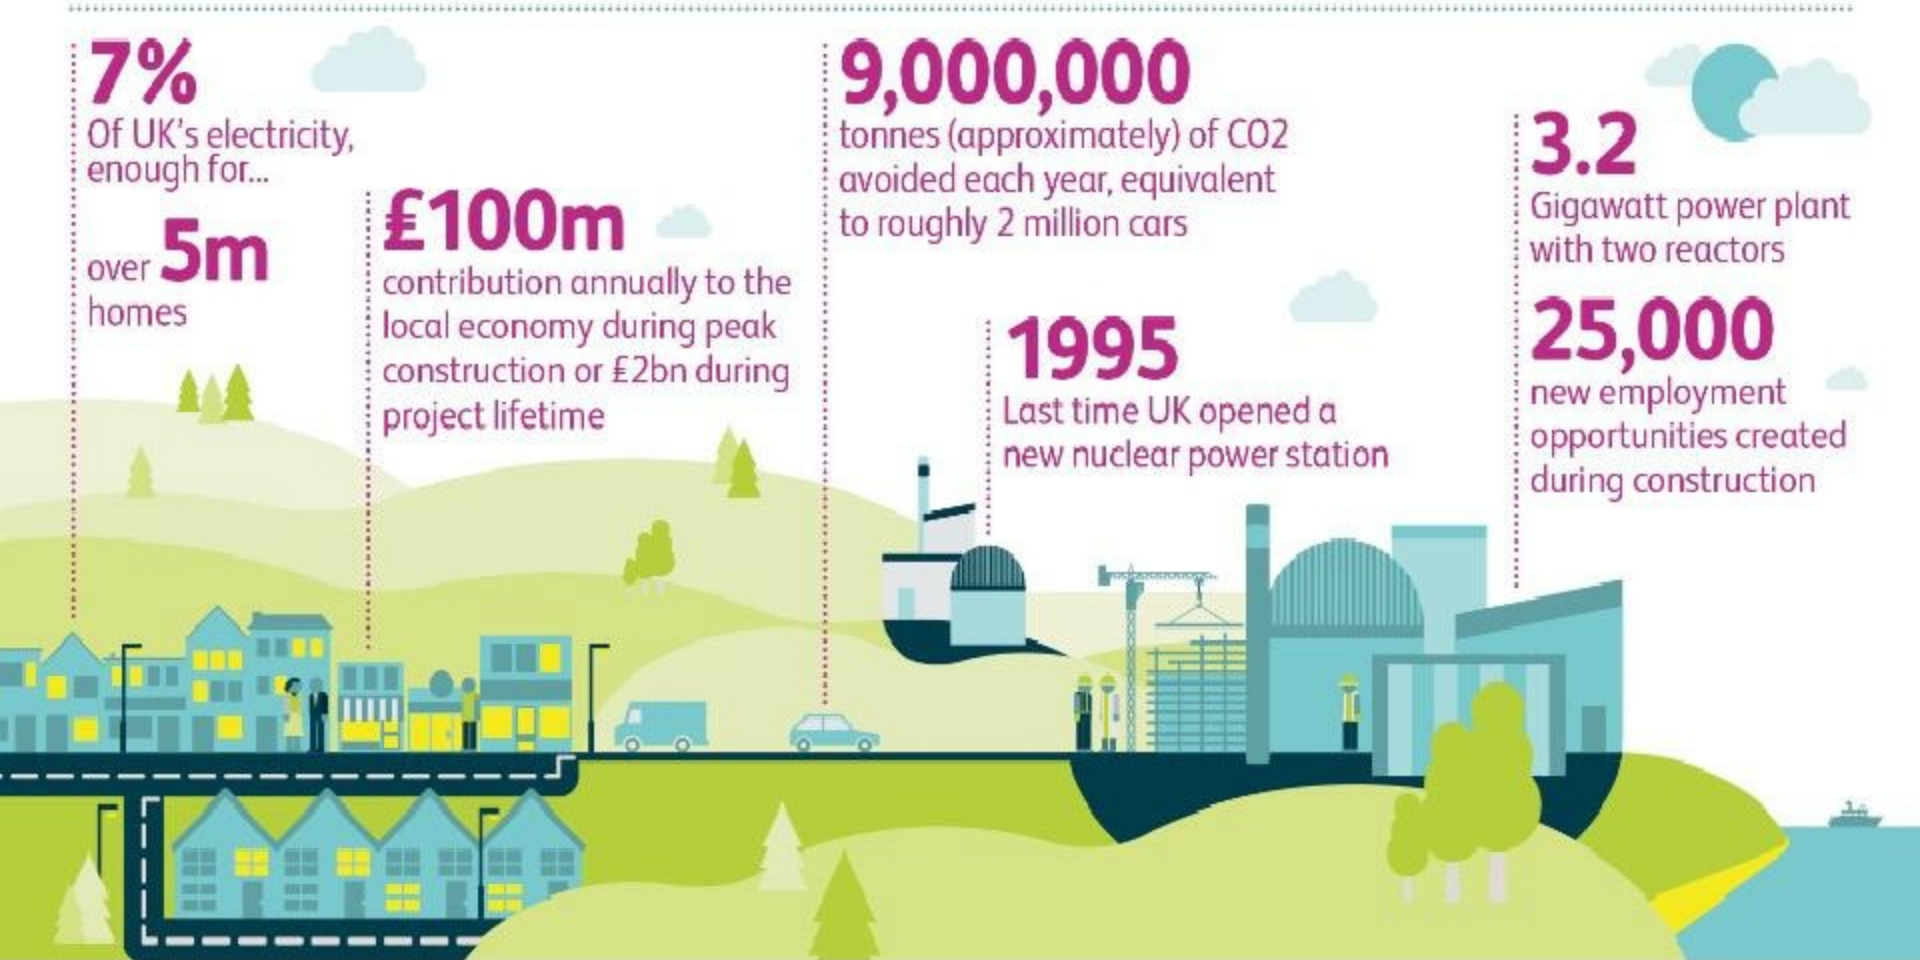 7%
Of UK's electricity,
enough for...
over 5m
homes
£100m
contribution annually to the
local economy during peak
construction or £2bn during
project lifetime
9,000,000
tonnes (approximately) of CO2
avoided each year, equivalent
to roughly 2 million cars
1995
Last time UK opened a
new nuclear power station
3.2
Gigawatt power plant
with two reactors
25,000
new employment
opportunities created
during construction